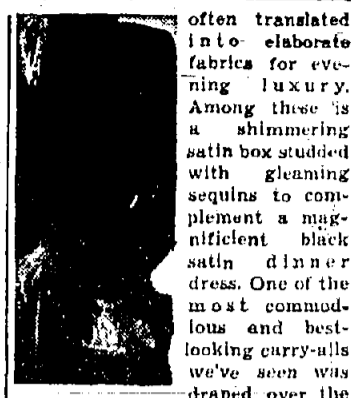 often translated
into elaborate
fabrics for eve-
ning luxury.
Among these is
a shimmering
satin box studded
with gleaming
sequins to com-
plement a mag-
nificient black
satin dinner
dress. One of the
most commod-
ious and best-
looking carry-alls
we've seen was
draped over the